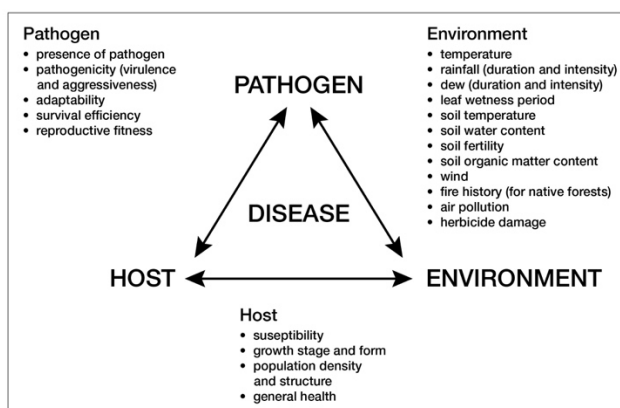 Pathogen
• presence of pathogen
• pathogenicity (virulence
and aggressiveness)
• adaptability
• survival efficiency
• reproductive fitness
Environment
• temperature
• rainfall (duration and intensity)
• dew (duration and intensity)
• leaf wetness period
• soil temperature
• soil water content
• soil fertility
• soil organic matter content
• wind
• fire history (for native forests)
• air pollution
• herbicide damage
PATHOGEN
DISEASE
HOST
ENVIRONMENT
Host
• suseptibility
• growth stage and form
• population density
and structure
• general health